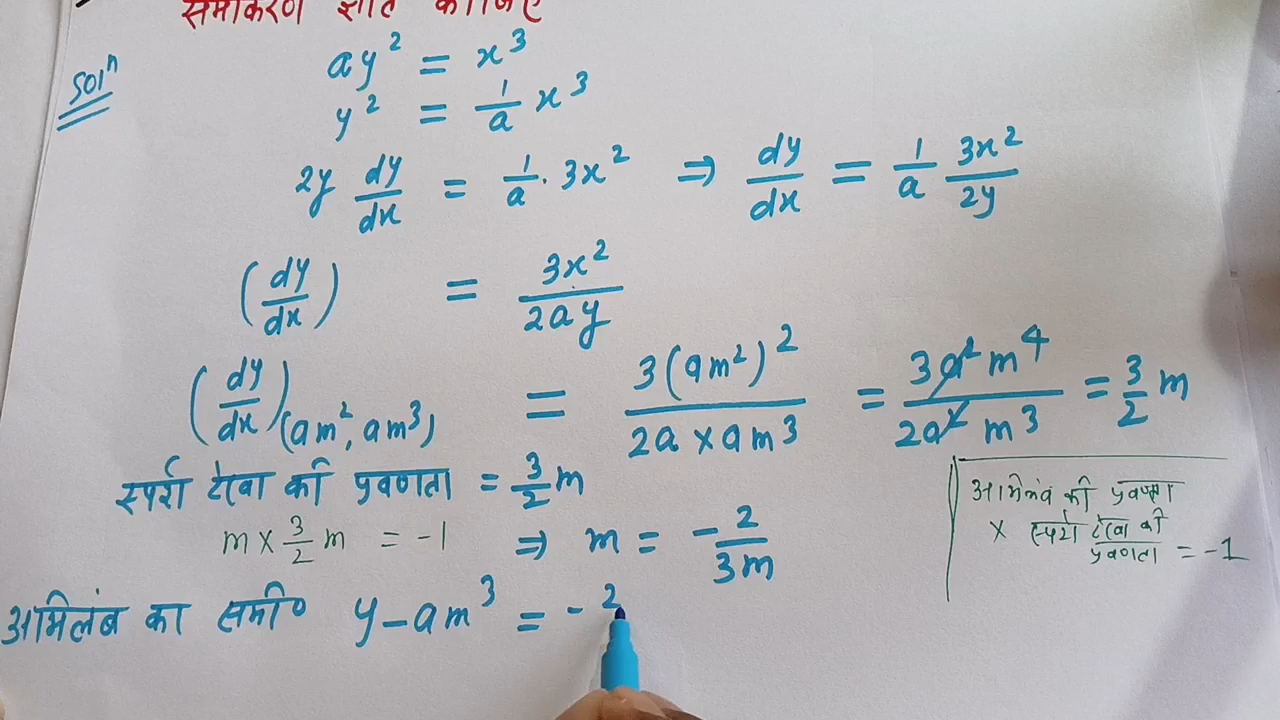 समीकरण ज्ञात कीजिए
Solⁿ
ay² = x³
y² = 1/a x³
2y dy/dx = 1/a · 3x² ⇒ dy/dx = 1/a 3x²/2y
(dy/dx) = 3x²/2ay
(dy/dx)(am², am³) = 3(am²)²/2a×am³ = 3a²m⁴/2a²m³ = 3/2 m
स्पर्श रेखा की प्रवणता = 3/2 m
अभिलंब की प्रवणता
× स्पर्श रेखा की
प्रवणता = -1
m × 3/2 m = -1 ⇒ m = -2/3m
अभिलंब का समी० y - am³ = - 2